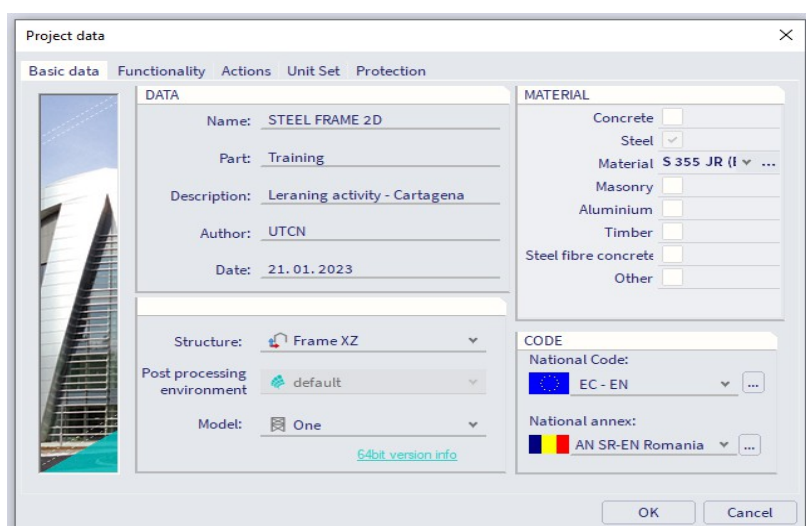 Project data
Basic data Functionality Actions Unit Set Protection
DATA
Name: STEEL FRAME 2D
Part: Training
Description: Leraning activity - Cartagena
Author: UTCN
Date: 21.01.2023
Structure: Frame XZ
Post processing
environment default
Model: One
64bit version info
MATERIAL
Concrete
Steel
Material S 355 JR (E ...
Masonry
Aluminium
Timber
Steel fibre concrete
Other
CODE
National Code:
EC - EN ...
National annex:
AN SR-EN Romania ...
OK Cancel